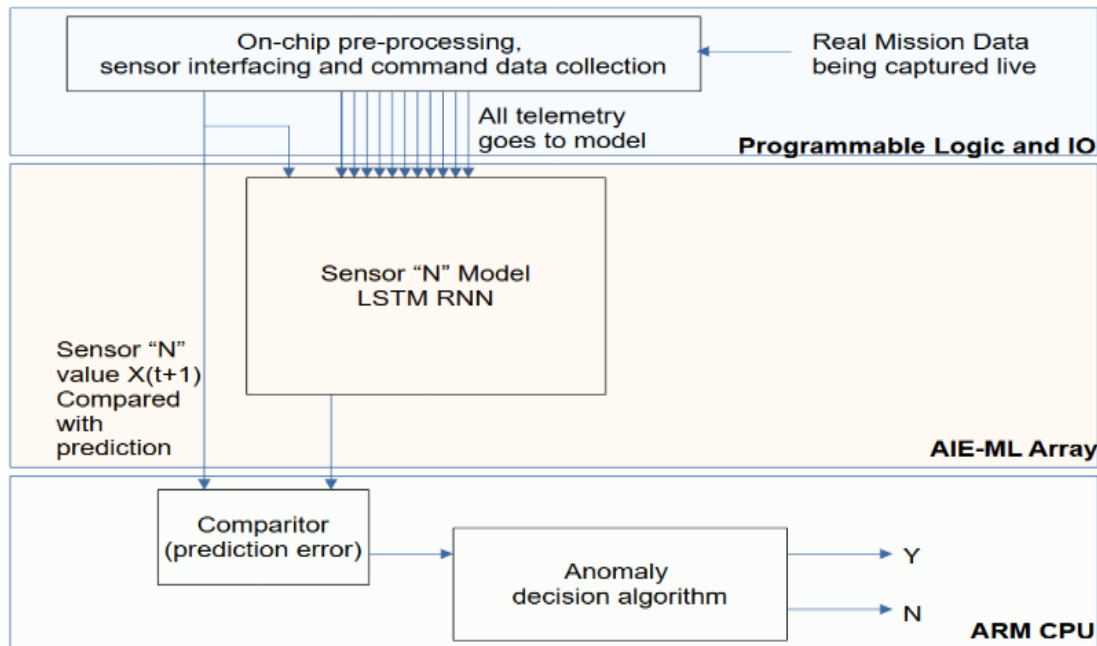 On-chip pre-processing,
sensor interfacing and command data collection
Real Mission Data
being captured live
All telemetry
goes to model
Programmable Logic and IO
Sensor “N” Model
LSTM RNN
Sensor “N”
value X(t+1)
Compared
with
prediction
AIE-ML Array
Comparitor
(prediction error)
Anomaly
decision algorithm
Y
N
ARM CPU